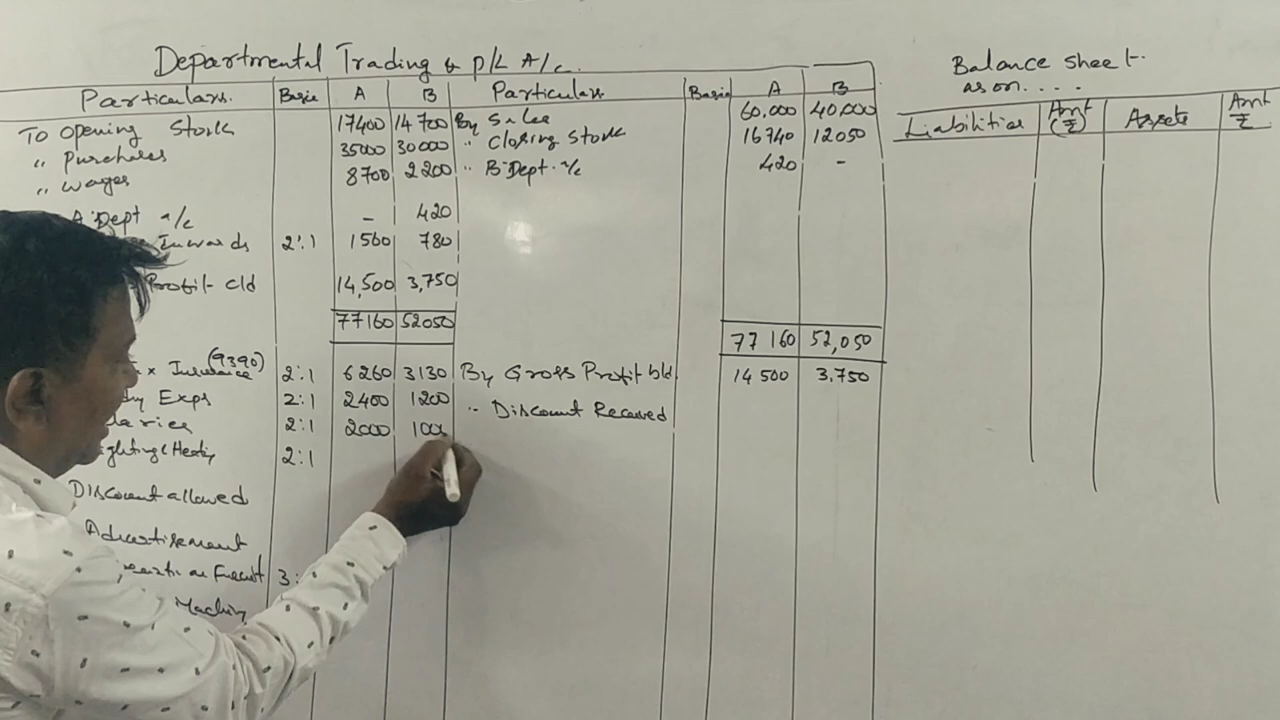 Departmental Trading & P/L A/c.
Particulars. Basis A B Particulars Basis A B
To Opening Stock 17400 14700 By Sales 60,000 40,000
" Purchases 35000 30000 " Closing Stock 16740 12050
" Wages 8700 2200 " B Dept. a/c 420 -
A Dept a/c - 420
Inwards 2:1 1560 780
Profit c/d 14,500 3,750
77160 52050 77 160 52,050
Insurance (9390) 2:1 6260 3130 By Gross Profit b/d. 14500 3,750
Exps 2:1 2400 1200 " Discount Received
2:1 2000 100
Heating 2:1
Discount allowed
Advertisement
3:
Balance sheet.
as on....
Liabilities Amt (₹) Assets Amt ₹